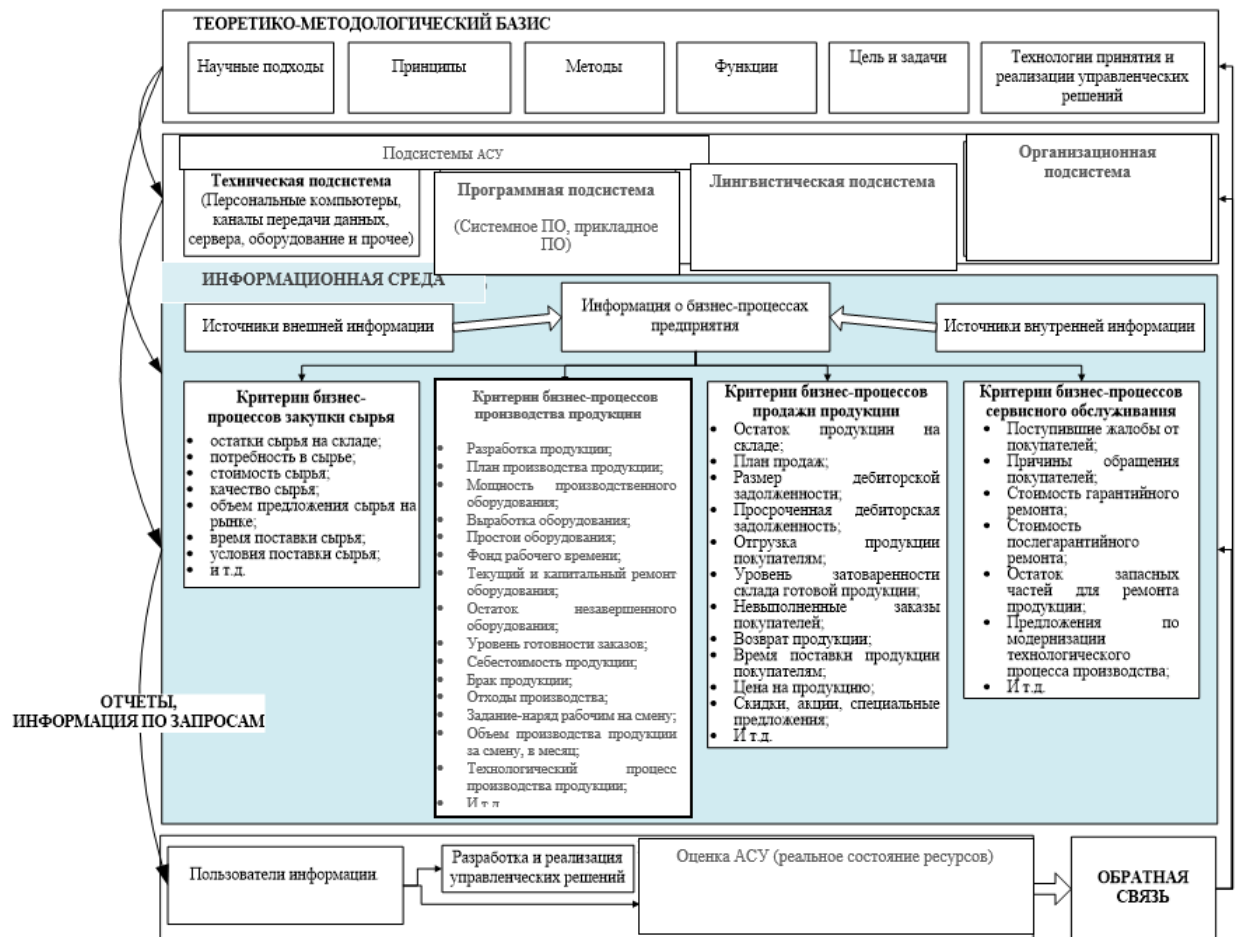 ТЕОРЕТИКО-МЕТОДОЛОГИЧЕСКИЙ БАЗИС
Научные подходы
Принципы
Методы
Функции
Цель и задачи
Технологии принятия и
реализации управленческих
решений
Подсистемы АСУ
Техническая подсистема
(Персональные компьютеры,
каналы передачи данных,
сервера, оборудование и прочее)
Программная подсистема
(Системное ПО, прикладное
ПО)
Лингвистическая подсистема
Организационная
подсистема
ИНФОРМАЦИОННАЯ СРЕДА
Источники внешней информации
Информация о бизнес-процессах
предприятия
Источники внутренней информации
Критерии бизнес-
процессов закупки сырья
• остатки сырья на складе;
• потребность в сырье;
• стоимость сырья;
• качество сырья;
• объем предложения сырья на
рынке;
• время поставки сырья;
• условия поставки сырья;
• и т.д.
Критерии бизнес-процессов
производства продукции
• Разработка продукции;
• План производства продукции;
• Мощность производственного
оборудования;
• Выработка оборудования;
• Простои оборудования;
• Фонд рабочего времени;
• Текущий и капитальный ремонт
оборудования;
• Остаток незавершенного
оборудования;
• Уровень готовности заказов;
• Себестоимость продукции;
• Брак продукции;
• Отходы производства;
• Задание-наряд рабочим на смену;
• Объем производства продукции
за смену, в месяц;
• Технологический процесс
производства продукции;
• И т.д.
Критерии бизнес-процессов
продажи продукции
• Остаток продукции на
складе;
• План продаж;
• Размер дебиторской
задолженности;
• Просроченная дебиторская
задолженность;
• Отгрузка продукции
покупателям;
• Уровень затоваренности
склада готовой продукции;
• Невыполненные заказы
покупателей;
• Возврат продукции;
• Время поставки продукции
покупателям;
• Цена на продукцию;
• Скидки, акции, специальные
предложения;
• И т.д.
Критерии бизнес-процессов
сервисного обслуживания
• Поступившие жалобы от
покупателей;
• Причины обращения
покупателей;
• Стоимость гарантийного
ремонта;
• Стоимость
послегарантийного
ремонта;
• Остаток запасных
частей для ремонта
продукции;
• Предложения по
модернизации
технологического
процесса производства;
• И т.д.
ОТЧЕТЫ,
ИНФОРМАЦИЯ ПО ЗАПРОСАМ
Пользователи информации
Разработка и реализация
управленческих решений
Оценка АСУ (реальное состояние ресурсов)
ОБРАТНАЯ
СВЯЗЬ